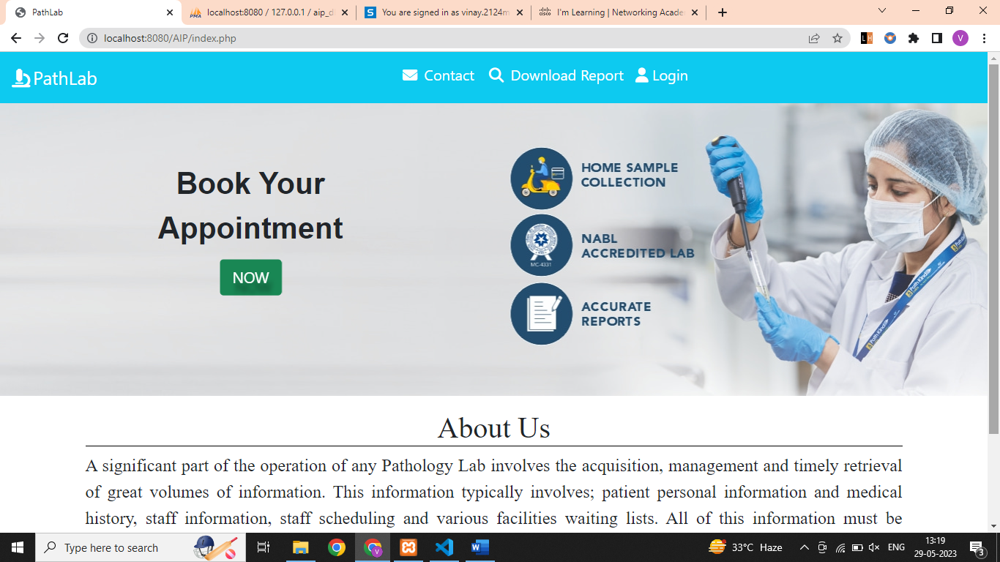 PathLab
localhost:8080 / 127.0.0.1 / aip_d
You are signed in as vinay.2124m
I'm Learning | Networking Acade
localhost:8080/AIP/index.php
V
PathLab
Contact
Download Report
Login
Book Your
Appointment
NOW
HOME SAMPLE
COLLECTION
NABL
ACCREDITED LAB
MC-4331
ACCURATE
REPORTS
About Us
A significant part of the operation of any Pathology Lab involves the acquisition, management and timely retrieval
of great volumes of information. This information typically involves; patient personal information and medical
history, staff information, staff scheduling and various facilities waiting lists. All of this information must be
Type here to search
33°C Haze
ENG
13:19
29-05-2023
3